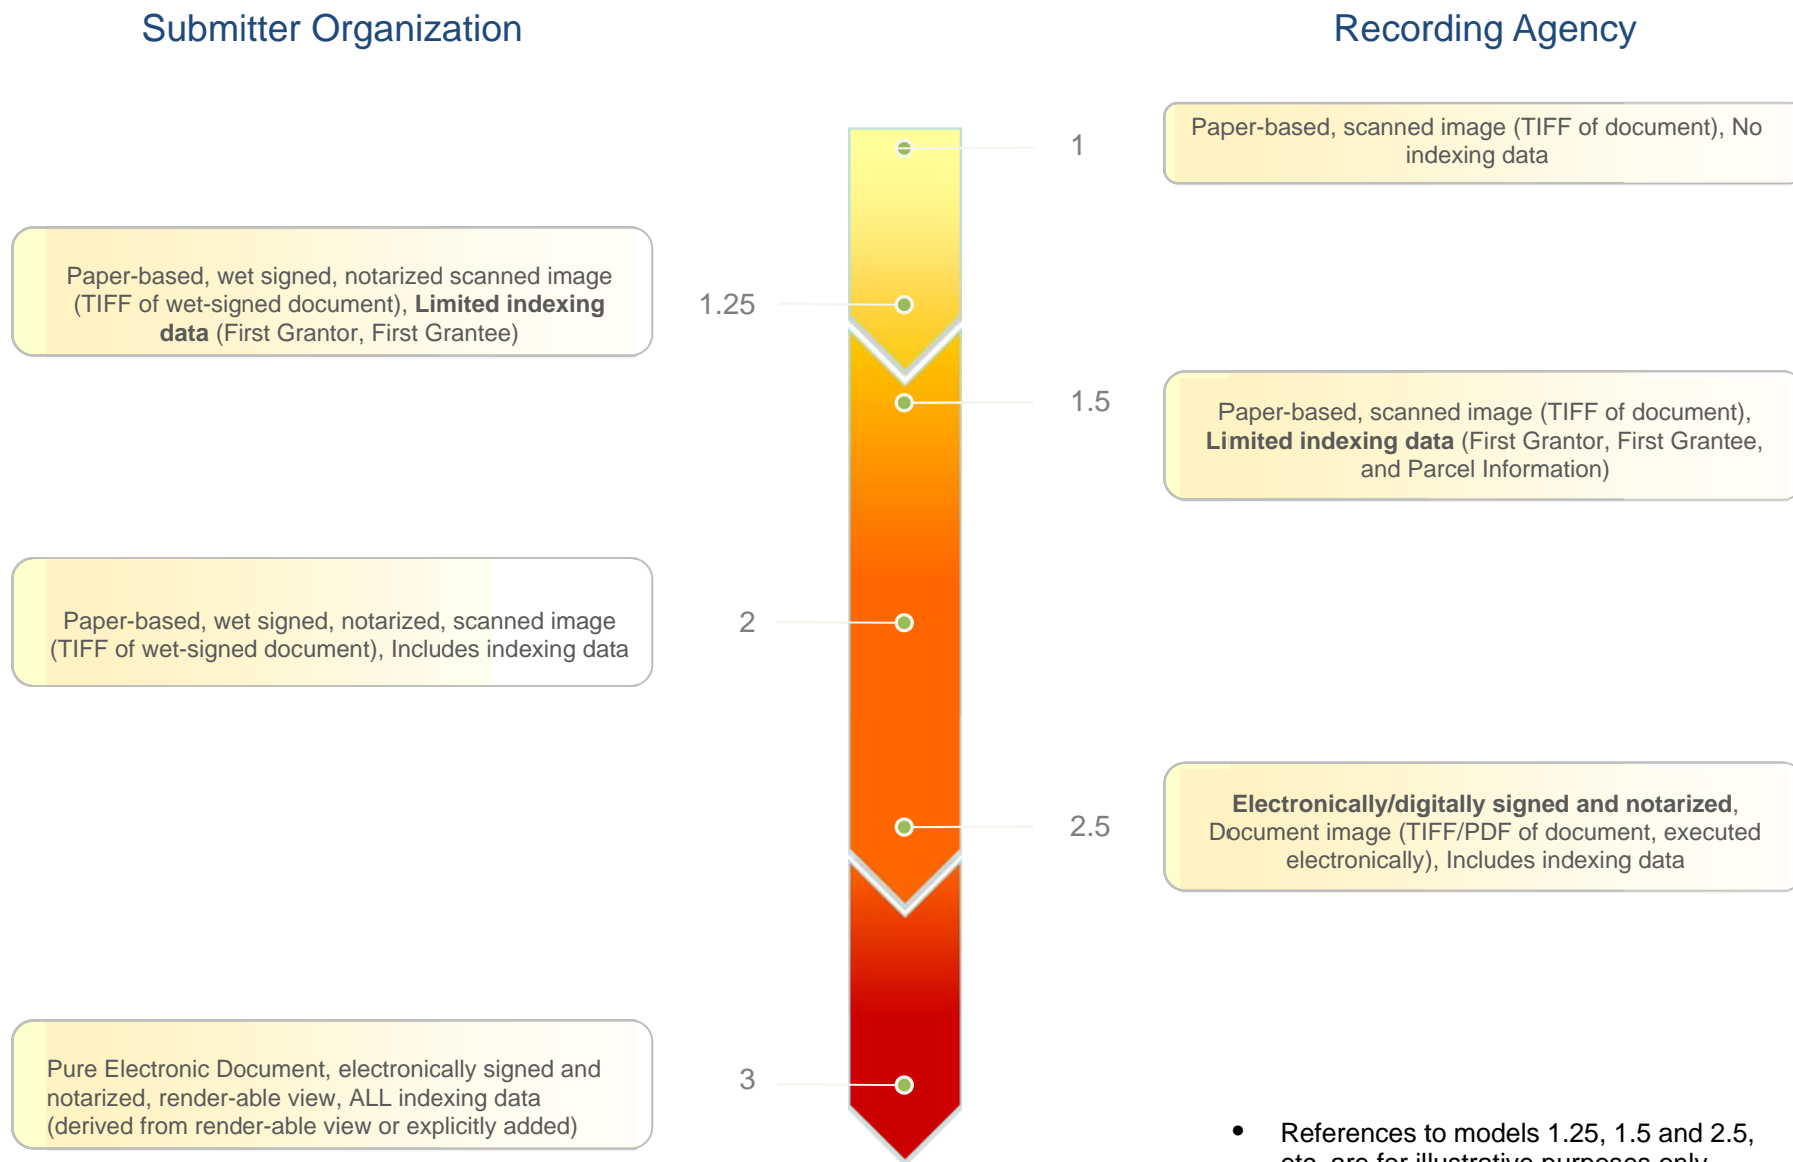 Submitter Organization
Recording Agency
1
Paper-based, scanned image (TIFF of document), No
indexing data
Paper-based, wet signed, notarized scanned image
(TIFF of wet-signed document), Limited indexing
data (First Grantor, First Grantee)
1.25
1.5
Paper-based, scanned image (TIFF of document),
Limited indexing data (First Grantor, First Grantee,
and Parcel Information)
Paper-based, wet signed, notarized, scanned image
(TIFF of wet-signed document), Includes indexing data
2
2.5
Electronically/digitally signed and notarized,
Document image (TIFF/PDF of document, executed
electronically), Includes indexing data
Pure Electronic Document, electronically signed and
notarized, render-able view, ALL indexing data
(derived from render-able view or explicitly added)
3
• References to models 1.25, 1.5 and 2.5,
etc. are for illustrative purposes only